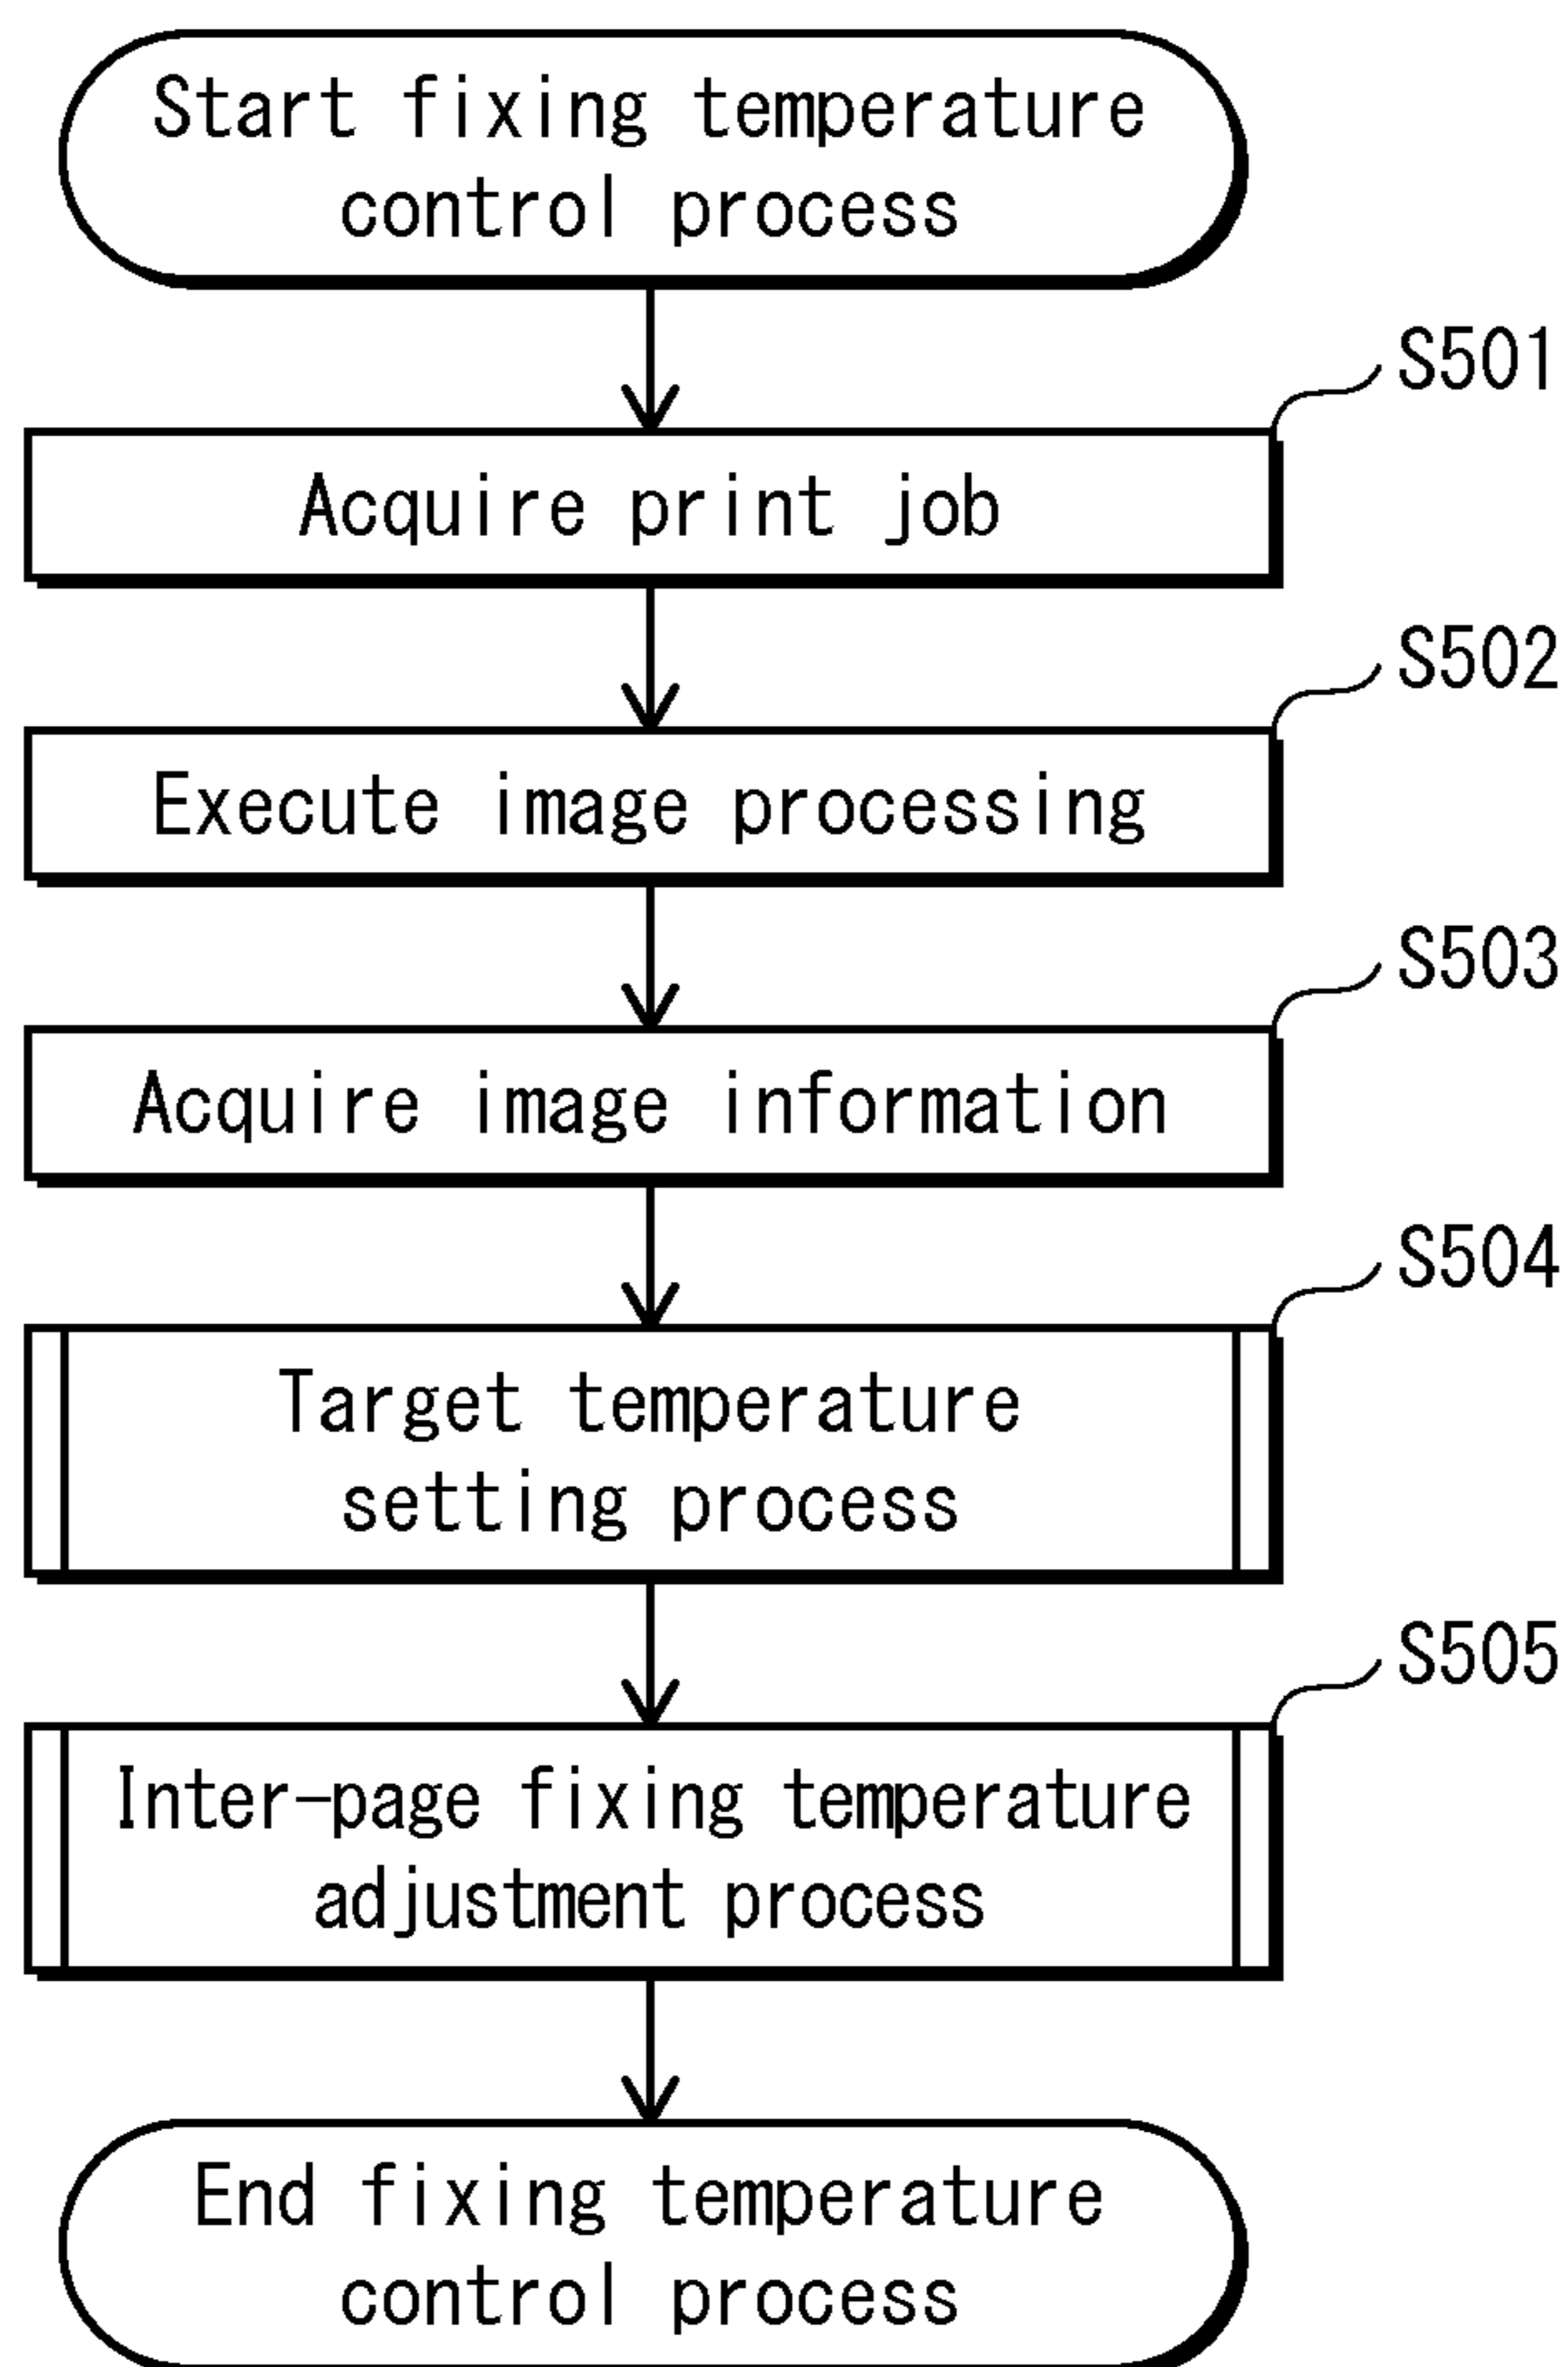 Start fixing temperature
control process
S501
Acquire print job
S502
Execute image processing
S503
Acquire image information
S504
Target temperature
setting process
S505
Inter-page fixing temperature
adjustment process
End fixing temperature
control process